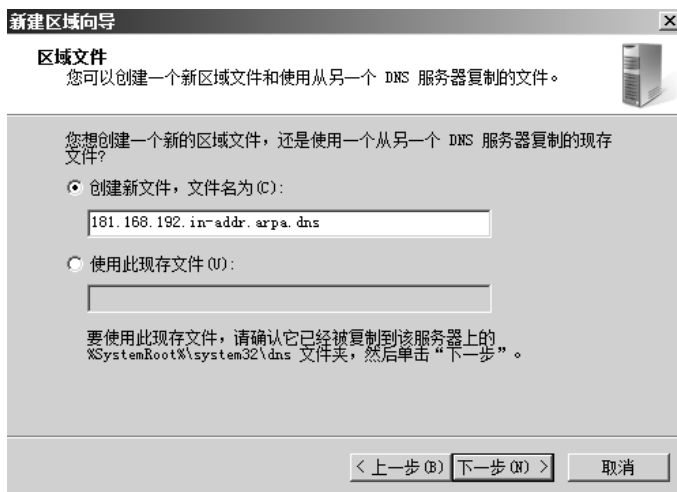 新建区域向导
区域文件
您可以创建一个新区域文件和使用从另一个 DNS 服务器复制的文件。
您想创建一个新的区域文件，还是使用一个从另一个 DNS 服务器复制的现存
文件?
创建新文件，文件名为(C):
181.168.192.in-addr.arpa.dns
使用此现存文件(U):
要使用此现存文件，请确认它已经被复制到该服务器上的
%SystemRoot%\system32\dns 文件夹，然后单击“下一步”。
< 上一步(B) 下一步(N) > 取消